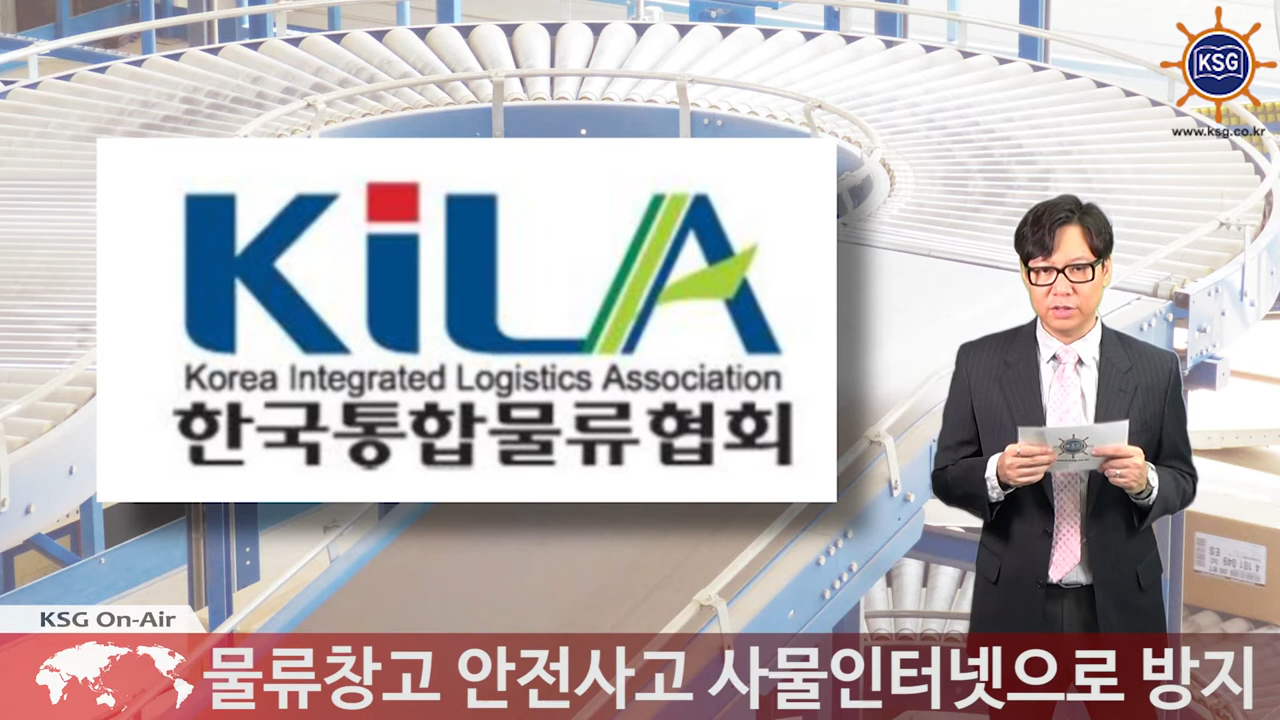 KSG
www.ksg.co.kr
KiLA
Korea Integrated Logistics Association
한국통합물류협회
KSG On-Air
물류창고 안전사고 사물인터넷으로 방지